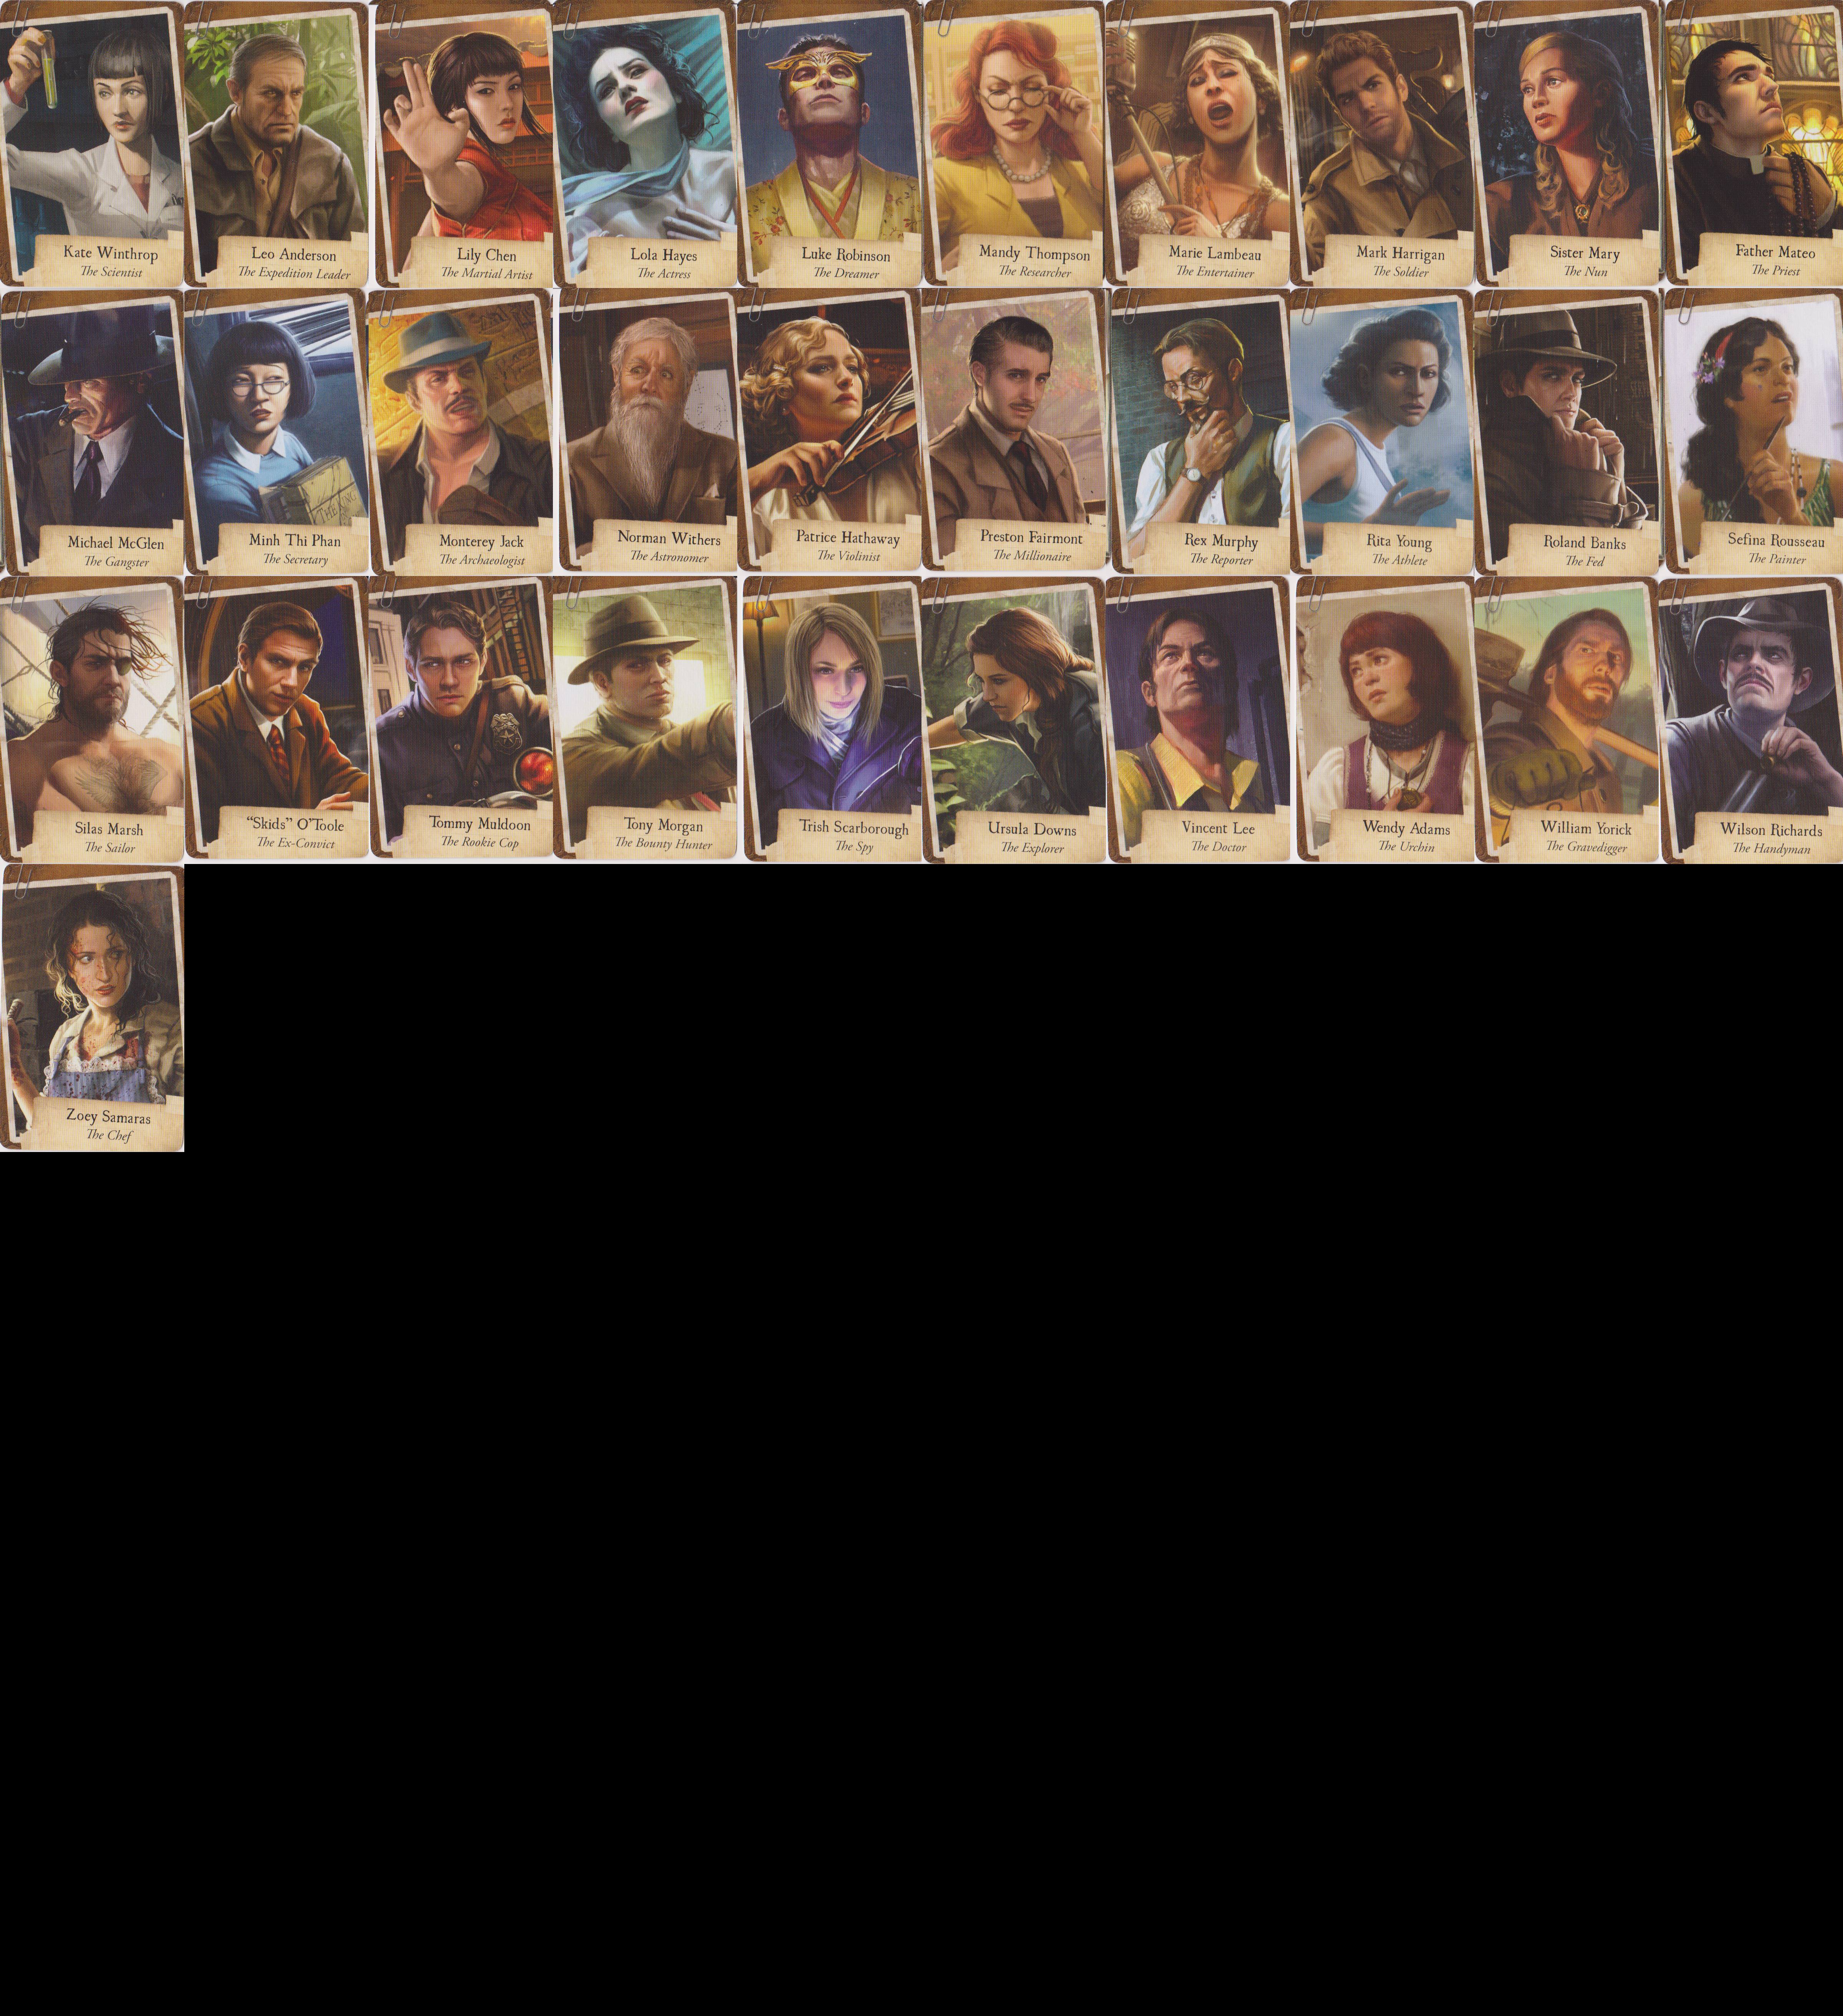 Kate Winthrop
The Scientist
Leo Anderson
The Expedition Leader
Lily Chen
The Martial Artist
Lola Hayes
The Actress
Luke Robinson
The Dreamer
Mandy Thompson
The Researcher
Marie Lambeau
The Entertainer
Mark Harrigan
The Soldier
Sister Mary
The Nun
Father Mateo
The Priest
Michael McGlen
The Gangster
Minh Thi Phan
The Secretary
Monterey Jack
The Archaeologist
Norman Withers
The Astronomer
Patrice Hathaway
The Violinist
Preston Fairmont
The Millionaire
Rex Murphy
The Reporter
Rita Young
The Athlete
Roland Banks
The Fed
Sefina Rousseau
The Painter
Silas Marsh
The Sailor
“Skids” O’Toole
The Ex-Convict
Tommy Muldoon
The Rookie Cop
Tony Morgan
The Bounty Hunter
Trish Scarborough
The Spy
Ursula Downs
The Explorer
Vincent Lee
The Doctor
Wendy Adams
The Urchin
William Yorick
The Gravedigger
Wilson Richards
The Handyman
Zoey Samaras
The Chef